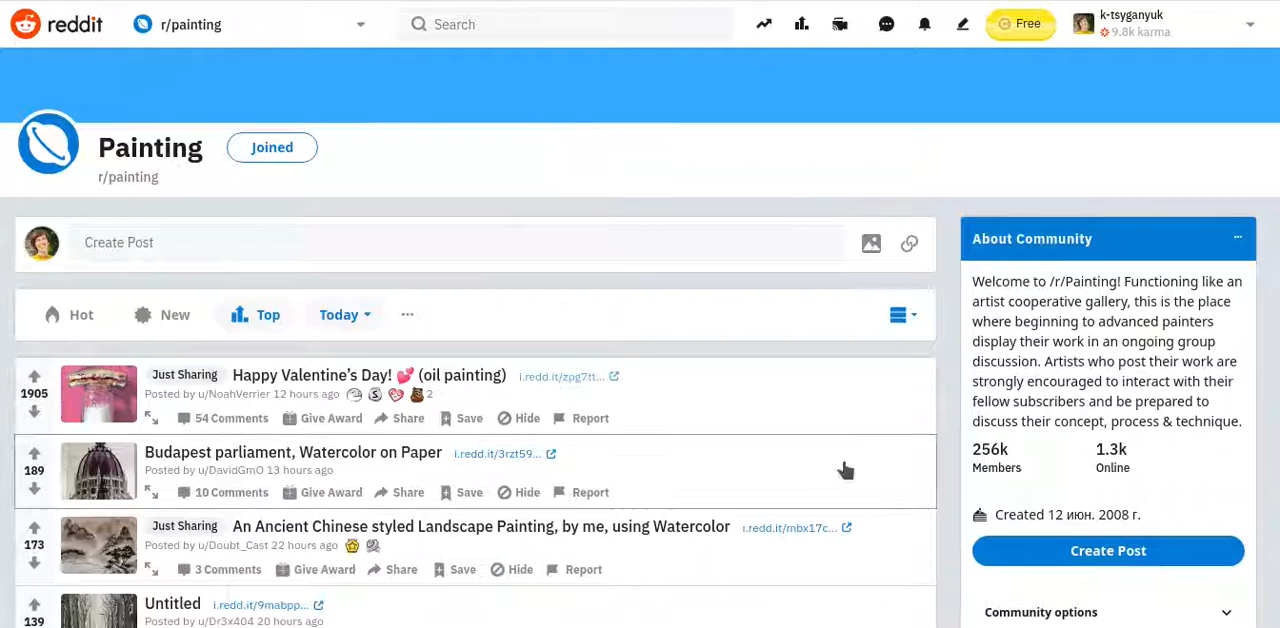 reddit r/painting Search Free k-tsyganyuk
9.8k karma
Painting Joined
r/painting
Create Post
Hot New Top Today
Just Sharing Happy Valentine's Day! 💕 (oil painting) i.redd.it/zpg7tt...
1905 Posted by u/NoahVerrier 12 hours ago 2
54 Comments Give Award Share Save Hide Report
Budapest parliament, Watercolor on Paper i.redd.it/3rzt59...
189 Posted by u/DavidGmO 13 hours ago
10 Comments Give Award Share Save Hide Report
Just Sharing An Ancient Chinese styled Landscape Painting, by me, using Watercolor i.redd.it/mbx17c...
173 Posted by u/Doubt_Cast 22 hours ago
3 Comments Give Award Share Save Hide Report
Untitled i.redd.it/9mabpp...
139 Posted by u/Dr3x404 20 hours ago
About Community ...
Welcome to /r/Painting! Functioning like an
artist cooperative gallery, this is the place
where beginning to advanced painters
display their work in an ongoing group
discussion. Artists who post their work are
strongly encouraged to interact with their
fellow subscribers and be prepared to
discuss their concept, process & technique.
256k 1.3k
Members Online
Created 12 июн. 2008 г.
Create Post
Community options